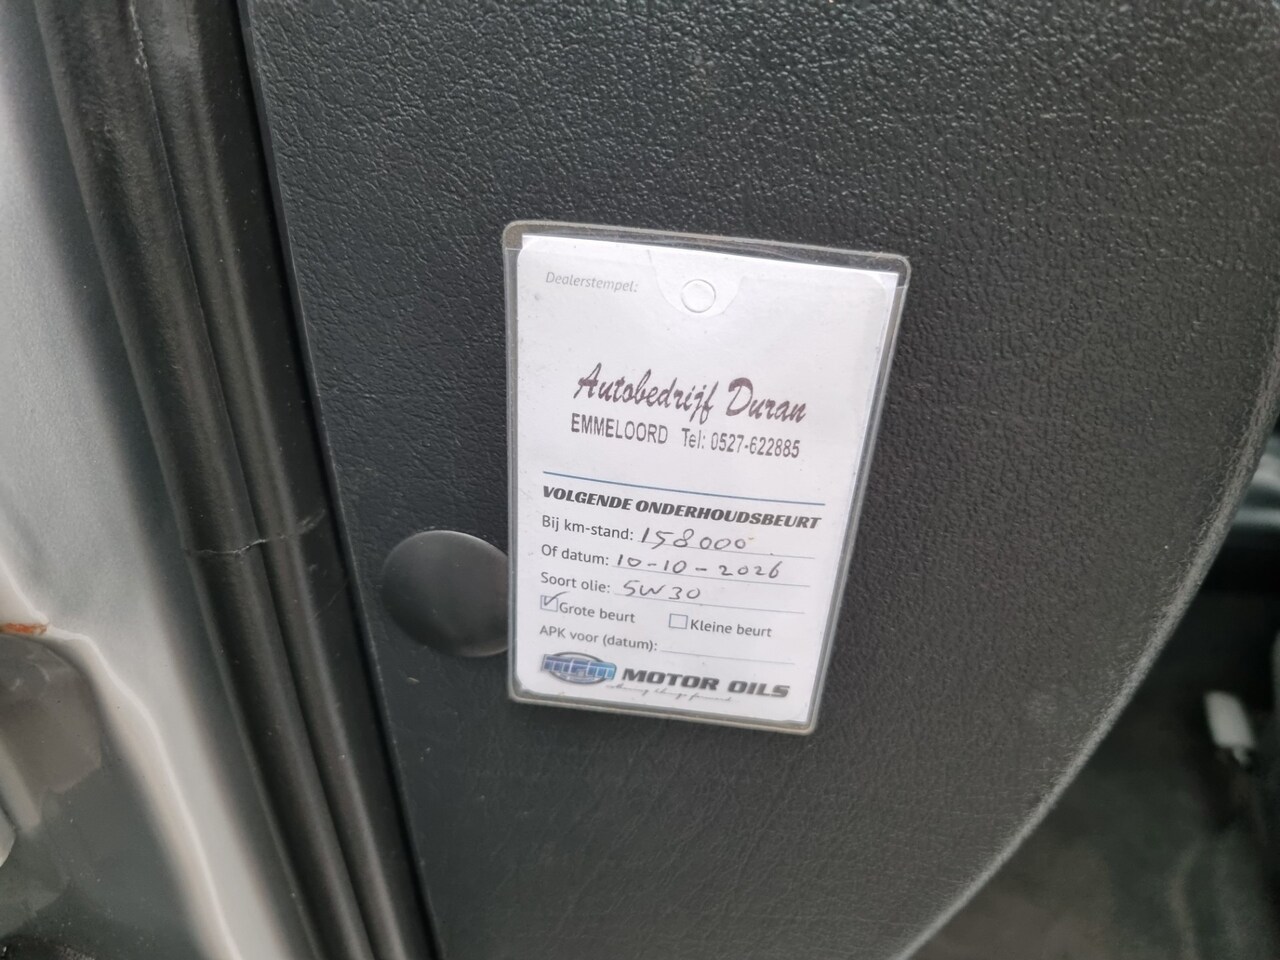 Dealerstempel:
Autobedrijf Duran
EMMELOORD Tel: 0527-622885
VOLGENDE ONDERHOUDSBEURT
Bij km-stand: 158000
Of datum: 10-10-2026
Soort olie: 5W30
Grote beurt Kleine beurt
APK voor (datum):
MOTOR OILS